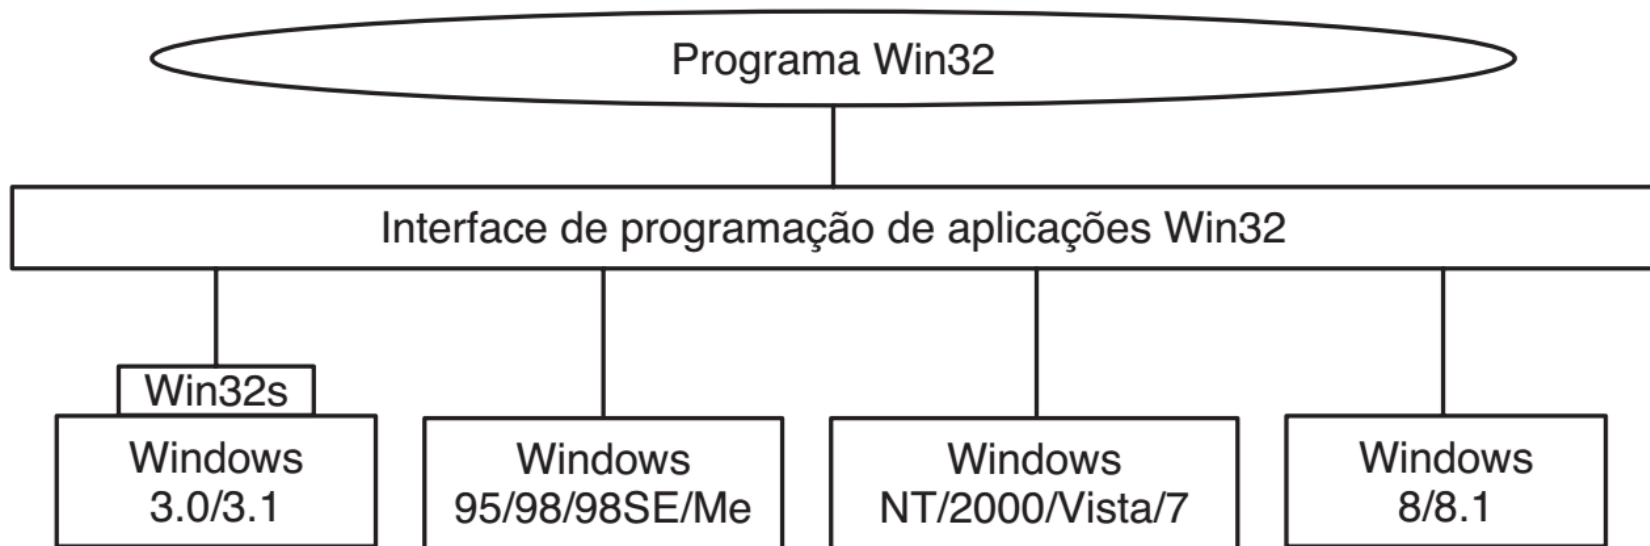 Programa Win32
Interface de programação de aplicações Win32
Win32s
Windows
3.0/3.1
Windows
95/98/98SE/Me
Windows
NT/2000/Vista/7
Windows
8/8.1